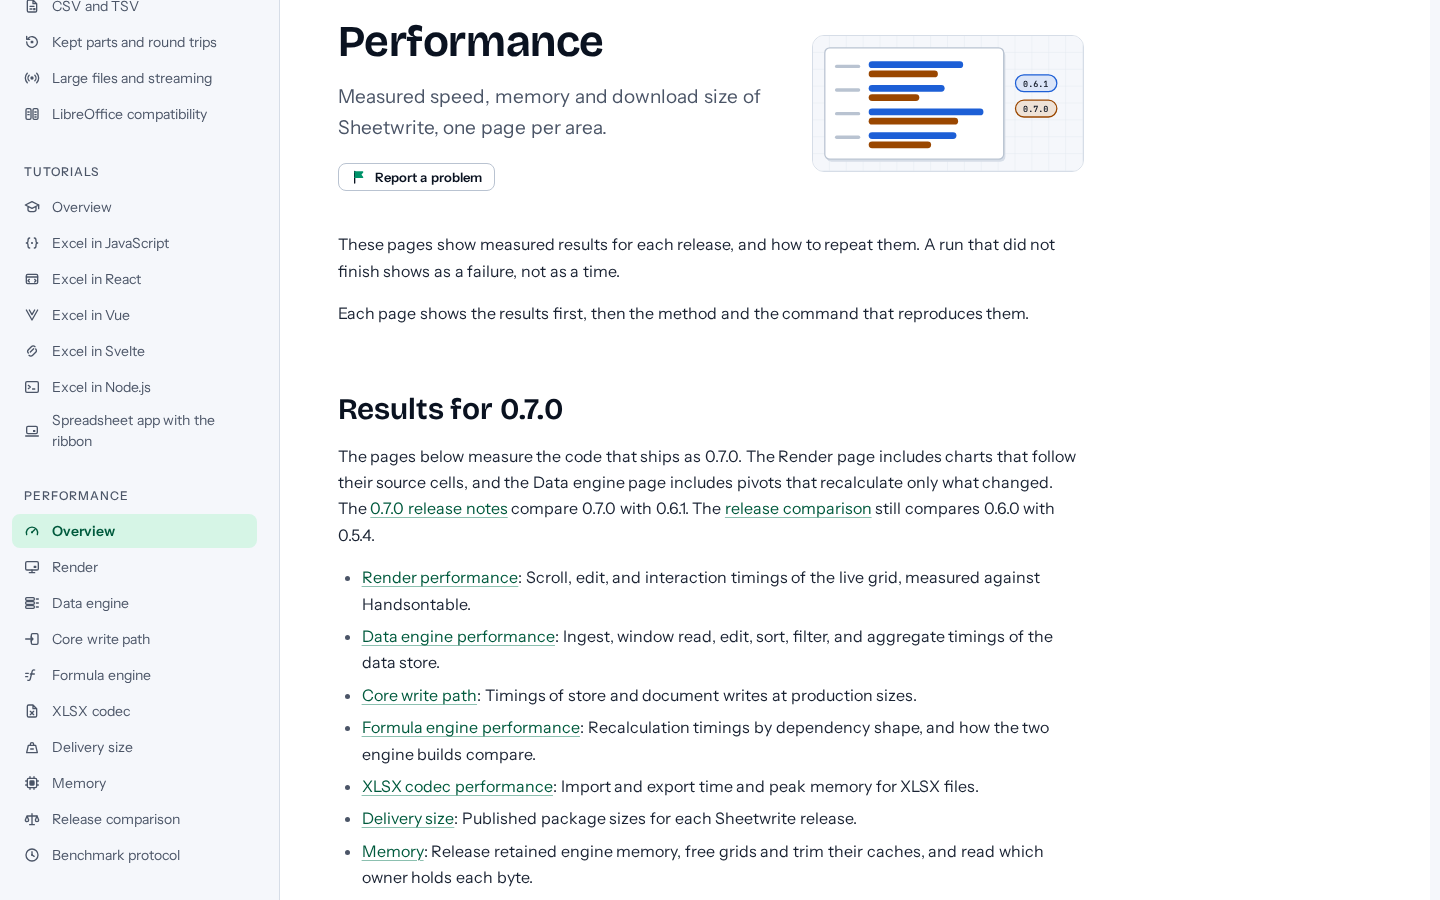 CSV and TSV
Kept parts and round trips
Large files and streaming
LibreOffice compatibility
TUTORIALS
Overview
Excel in JavaScript
Excel in React
Excel in Vue
Excel in Svelte
Excel in Node.js
Spreadsheet app with the
ribbon
PERFORMANCE
Overview
Render
Data engine
Core write path
Formula engine
XLSX codec
Delivery size
Memory
Release comparison
Benchmark protocol
Performance
Measured speed, memory and download size of
Sheetwrite, one page per area.
Report a problem
0.6.1
0.7.0
These pages show measured results for each release, and how to repeat them. A run that did not
finish shows as a failure, not as a time.
Each page shows the results first, then the method and the command that reproduces them.
Results for 0.7.0
The pages below measure the code that ships as 0.7.0. The Render page includes charts that follow
their source cells, and the Data engine page includes pivots that recalculate only what changed.
The 0.7.0 release notes compare 0.7.0 with 0.6.1. The release comparison still compares 0.6.0 with
0.5.4.
Render performance: Scroll, edit, and interaction timings of the live grid, measured against
Handsontable.
Data engine performance: Ingest, window read, edit, sort, filter, and aggregate timings of the
data store.
Core write path: Timings of store and document writes at production sizes.
Formula engine performance: Recalculation timings by dependency shape, and how the two
engine builds compare.
XLSX codec performance: Import and export time and peak memory for XLSX files.
Delivery size: Published package sizes for each Sheetwrite release.
Memory: Release retained engine memory, free grids and trim their caches, and read which
owner holds each byte.